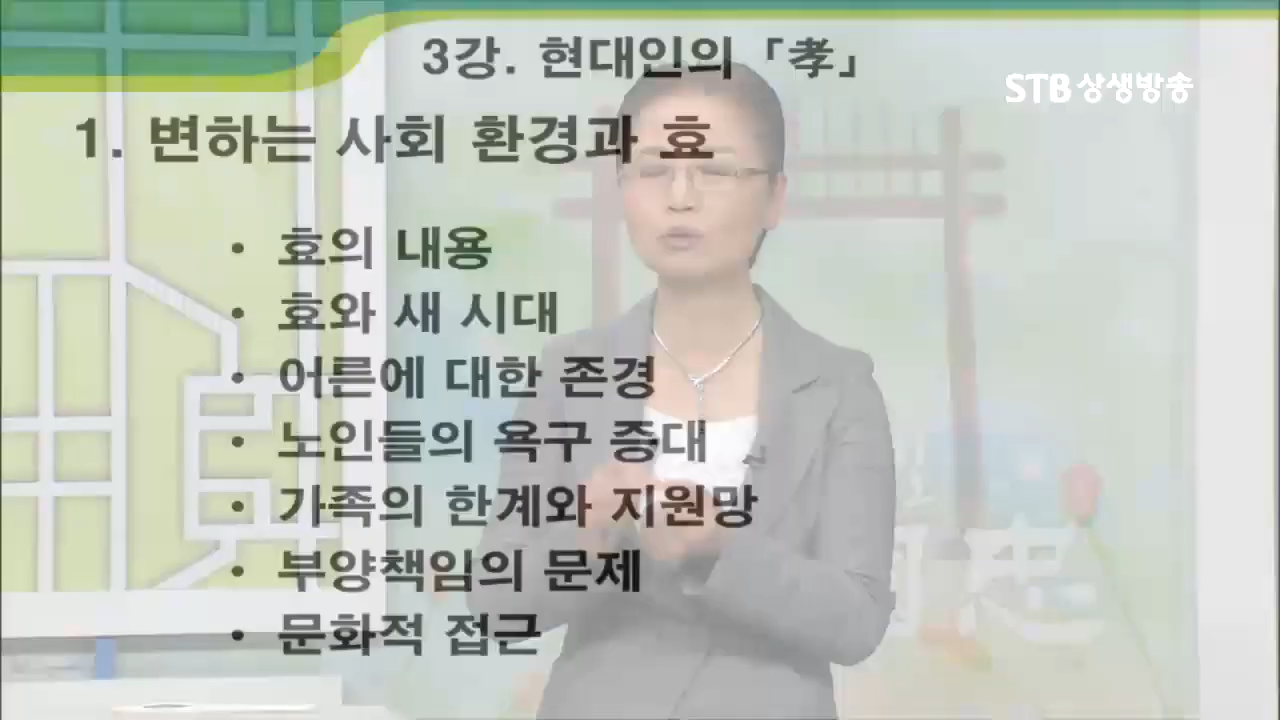 3강. 현대인의 「孝」
STB 상생방송
1. 변하는 사회 환경과 효
• 효의 내용
• 효와 새 시대
• 어른에 대한 존경
• 노인들의 욕구 증대
• 가족의 한계와 지원망
• 부양책임의 문제
• 문화적 접근